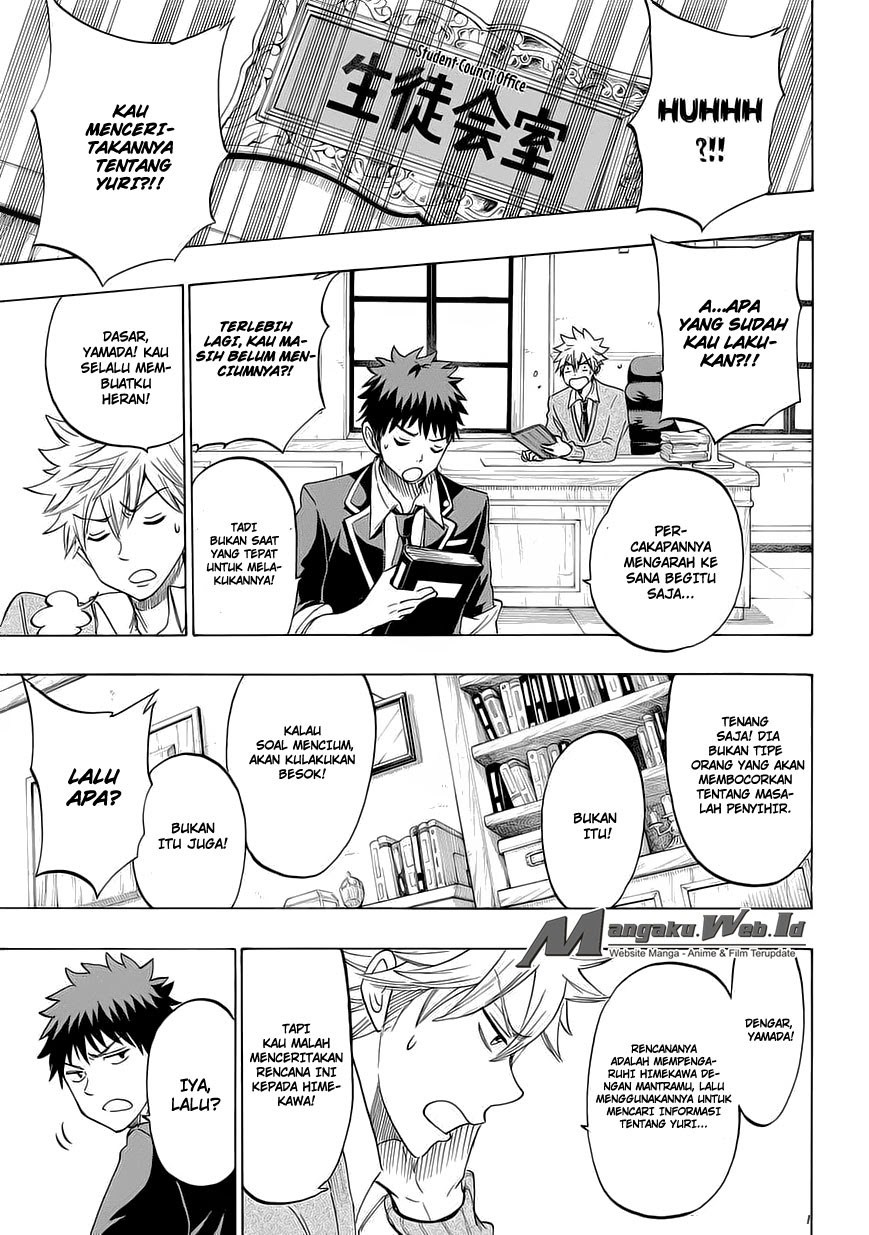 HUHHH
?!!
Student Council Office
生徒会室
KAU
MENCERI-
TAKANNYA
TENTANG
YURI?!!
A...APA
YANG SUDAH
KAU LAKU-
KAN?!!
TERLEBIH
LAGI, KAU MA-
SIH BELUM MEN-
CIUMNYA?!
DASAR,
YAMADA! KAU
SELALU MEM-
BUATKU
HERAN!
PER-
CAKAPANNYA
MENGARAH KE
SANA BEGITU
SAJA...
TADI
BUKAN SAAT
YANG TEPAT
UNTUK MELA-
KUKANNYA!
TENANG
SAJA! DIA
BUKAN TIPE
ORANG YANG AKAN
MEMBOCORKAN
TENTANG MASA-
LAH PENYIHIR.
BUKAN
ITU!
KALAU
SOAL MENCIUM,
AKAN KULAKUKAN
BESOK!
BUKAN
ITU JUGA!
LALU
APA?
Mangaku.Web.Id
Website Manga - Anime & Film Terupdate
DENGAR,
YAMADA!
RENCANANYA
ADALAH MEMPENGA-
RUHI HIMEKAWA DE-
NGAN MANTRAMU, LALU
MENGGUNAKANNYA UNTUK
MENCARI INFORMASI
TENTANG YURI...
TAPI
KAU MALAH
MENCERITAKAN
RENCANA INI
KEPADA HIME-
KAWA!
IYA,
LALU?
1